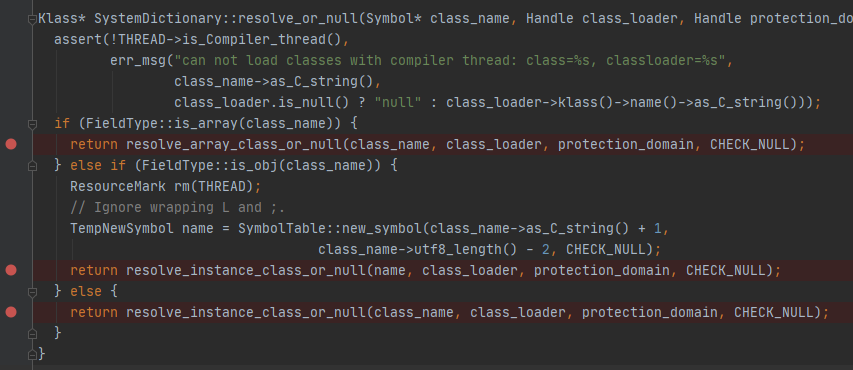 Klass* SystemDictionary::resolve_or_null(Symbol* class_name, Handle class_loader, Handle protection_do
  assert(!THREAD->is_Compiler_thread(),
         err_msg("can not load classes with compiler thread: class=%s, classloader=%s",
                 class_name->as_C_string(),
                 class_loader.is_null() ? "null" : class_loader->klass()->name()->as_C_string()));
  if (FieldType::is_array(class_name)) {
    return resolve_array_class_or_null(class_name, class_loader, protection_domain, CHECK_NULL);
  } else if (FieldType::is_obj(class_name)) {
    ResourceMark rm(THREAD);
    // Ignore wrapping L and ;.
    TempNewSymbol name = SymbolTable::new_symbol(class_name->as_C_string() + 1,
                                   class_name->utf8_length() - 2, CHECK_NULL);
    return resolve_instance_class_or_null(name, class_loader, protection_domain, CHECK_NULL);
  } else {
    return resolve_instance_class_or_null(class_name, class_loader, protection_domain, CHECK_NULL);
  }
}